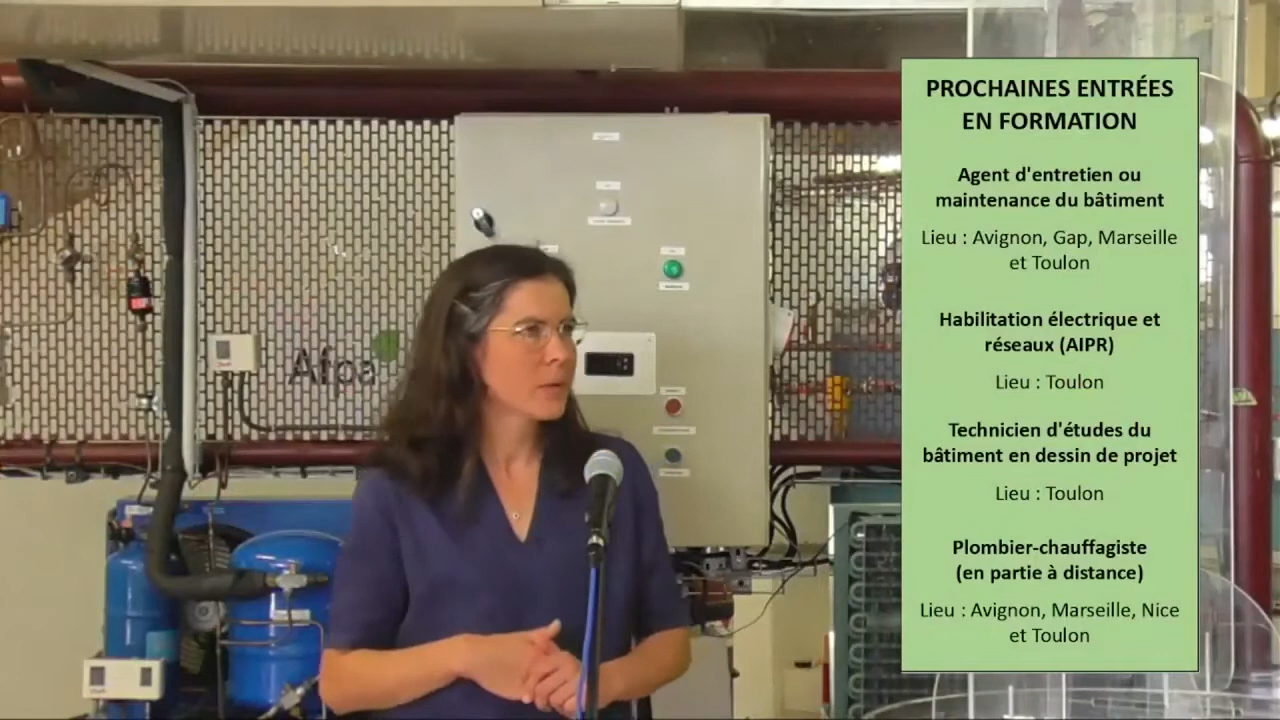 PROCHAINES ENTRÉES
EN FORMATION
Agent d'entretien ou
maintenance du bâtiment
Lieu : Avignon, Gap, Marseille
et Toulon
Habilitation électrique et
réseaux (AIPR)
Lieu : Toulon
Technicien d'études du
bâtiment en dessin de projet
Lieu : Toulon
Plombier-chauffagiste
(en partie à distance)
Lieu : Avignon, Marseille, Nice
et Toulon
Afpa